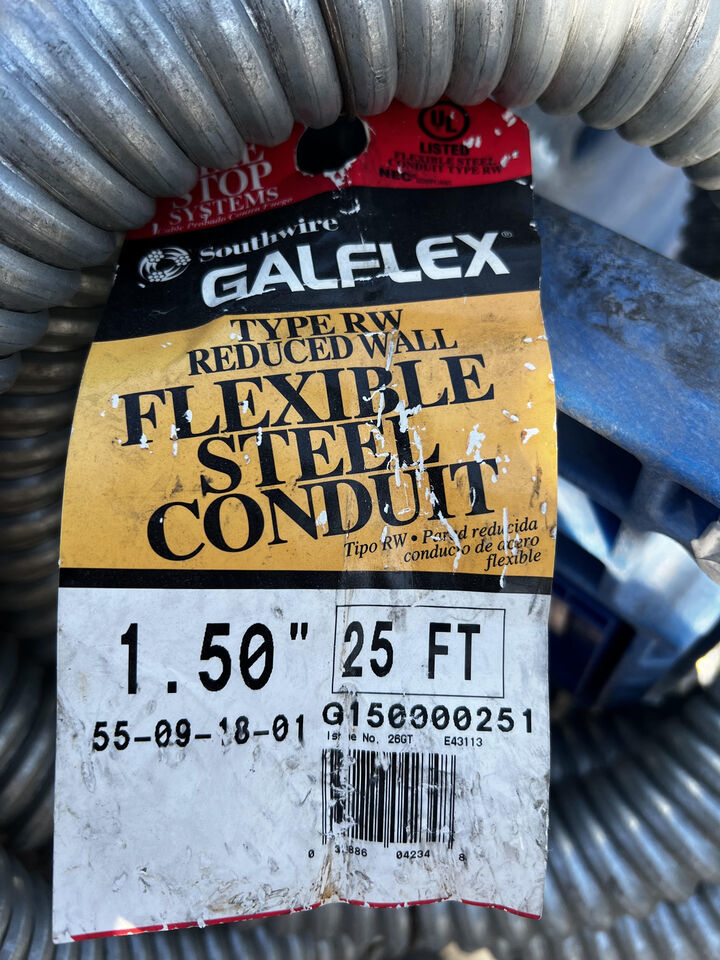 STOP
SYSTEMS
UL
LISTED
FLEXIBLE STEEL
CONDUIT TYPE RW
NEC
Southwire
GALFLEX®
TYPE RW
REDUCED WALL
FLEXIBLE
STEEL
CONDUIT
Tipo RW • Pared reducida
conducto de acero
flexible
1.50" 25 FT
55-09-18-01 G150000251
Issue No. 26GT E43113
04234 8